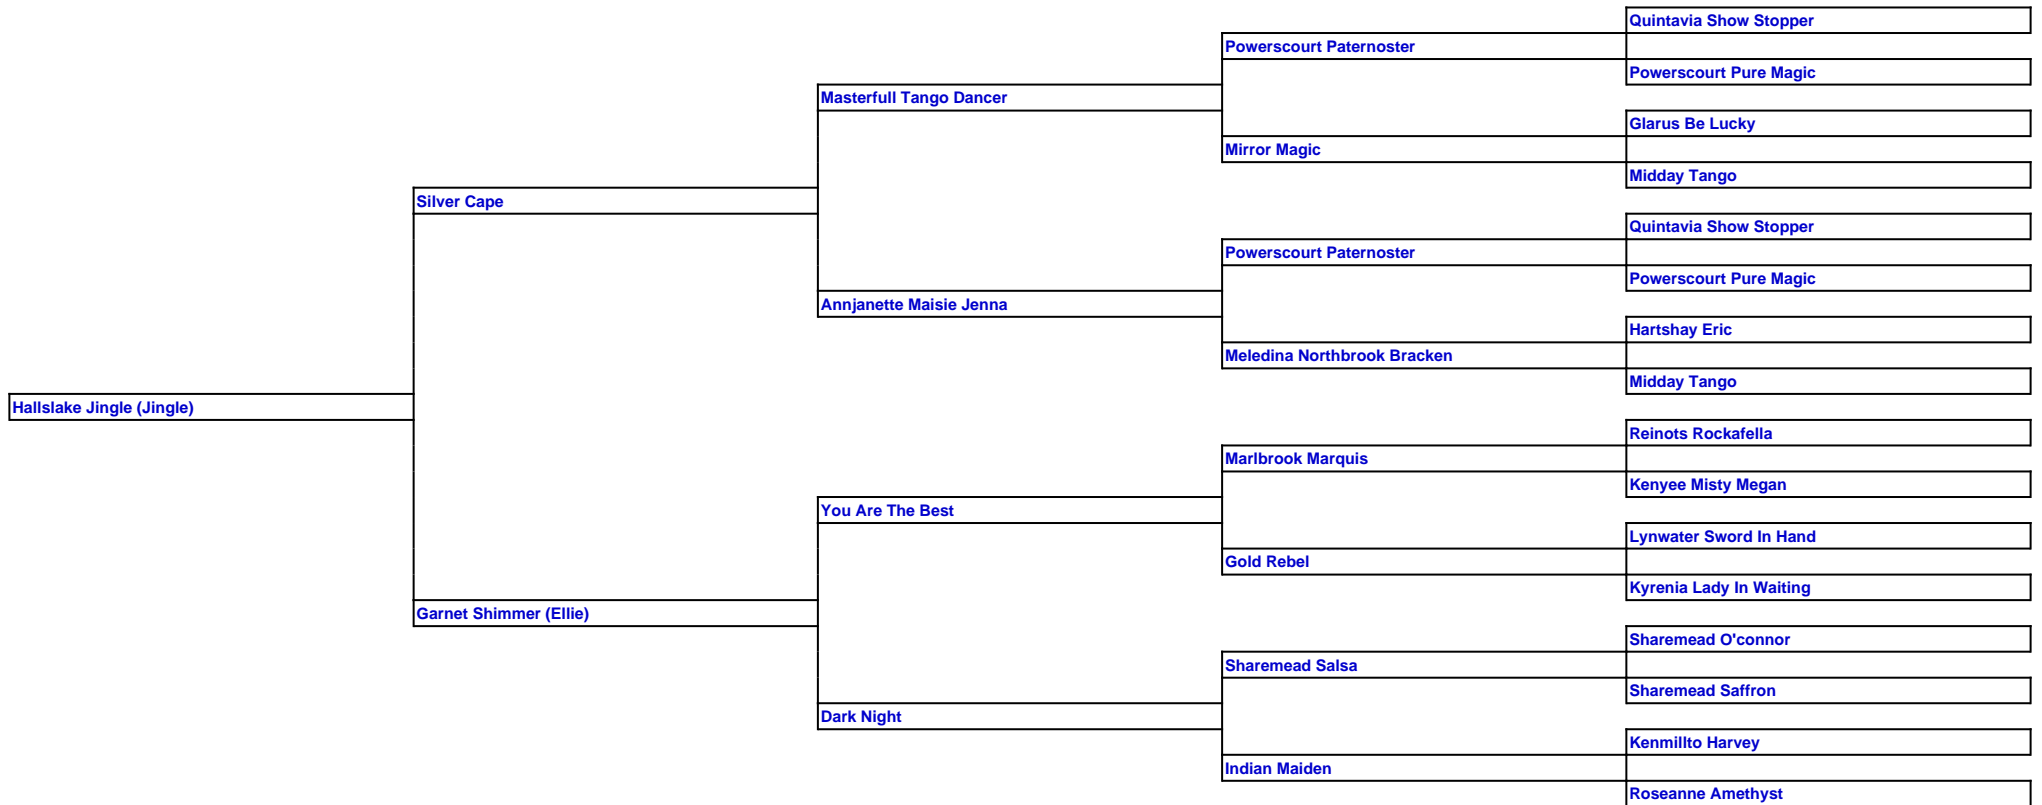 Quintavia Show Stopper
Powerscourt Paternoster
Powerscourt Pure Magic
Masterfull Tango Dancer
Glarus Be Lucky
Mirror Magic
Midday Tango
Silver Cape
Quintavia Show Stopper
Powerscourt Paternoster
Powerscourt Pure Magic
Annjanette Maisie Jenna
Hartshay Eric
Meledina Northbrook Bracken
Midday Tango
Hallslake Jingle (Jingle)
Reinots Rockafella
Marlbrook Marquis
Kenyee Misty Megan
You Are The Best
Lynwater Sword In Hand
Gold Rebel
Kyrenia Lady In Waiting
Garnet Shimmer (Ellie)
Sharemead O'connor
Sharemead Salsa
Sharemead Saffron
Dark Night
Kenmillto Harvey
Indian Maiden
Roseanne Amethyst